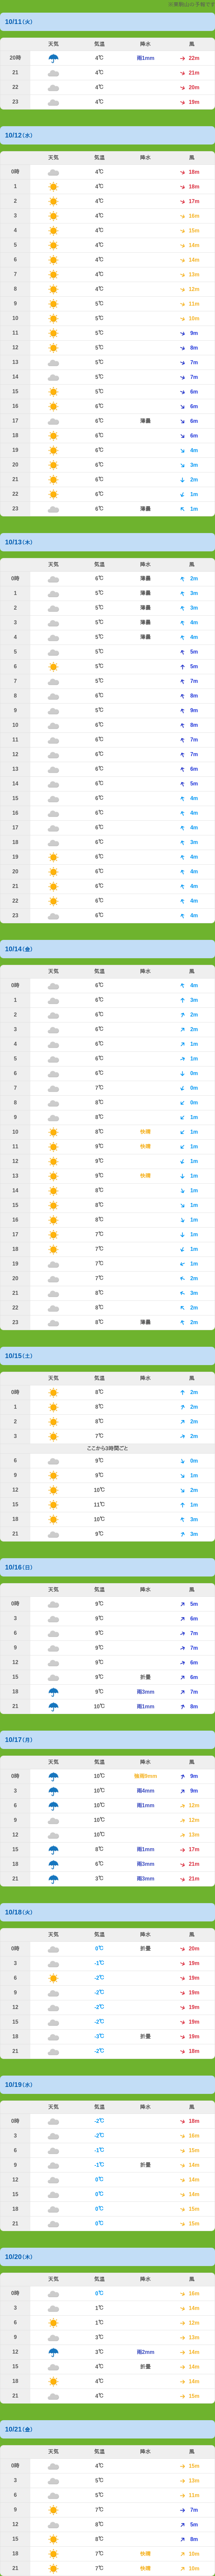 10/11(火)
天気 気温 降水 風
20時 4℃ 雨1mm 22m
21 4℃ 21m
22 4℃ 20m
23 4℃ 19m
10/12(水)
天気 気温 降水 風
0時 4℃ 18m
1 4℃ 18m
2 4℃ 17m
3 4℃ 16m
4 4℃ 15m
5 4℃ 14m
6 4℃ 14m
7 4℃ 13m
8 4℃ 12m
9 5℃ 11m
10 5℃ 10m
11 5℃ 9m
12 5℃ 8m
13 5℃ 7m
14 5℃ 7m
15 5℃ 6m
16 6℃ 6m
17 6℃ 薄曇 6m
18 6℃ 6m
19 6℃ 4m
20 6℃ 3m
21 6℃ 2m
22 6℃ 1m
23 6℃ 薄曇 1m
10/13(木)
天気 気温 降水 風
0時 6℃ 薄曇 2m
1 5℃ 薄曇 3m
2 5℃ 薄曇 3m
3 5℃ 薄曇 4m
4 5℃ 薄曇 4m
5 5℃ 5m
6 5℃ 5m
7 5℃ 7m
8 6℃ 8m
9 5℃ 9m
10 6℃ 8m
11 6℃ 7m
12 6℃ 7m
13 6℃ 6m
14 6℃ 5m
15 6℃ 4m
16 6℃ 4m
17 6℃ 4m
18 6℃ 3m
19 6℃ 4m
20 6℃ 4m
21 6℃ 4m
22 6℃ 4m
23 6℃ 4m
10/14(金)
天気 気温 降水 風
0時 6℃ 4m
1 6℃ 3m
2 6℃ 2m
3 6℃ 2m
4 6℃ 1m
5 6℃ 1m
6 6℃ 0m
7 7℃ 0m
8 8℃ 0m
9 8℃ 1m
10 8℃ 快晴 1m
11 9℃ 快晴 1m
12 9℃ 1m
13 9℃ 快晴 1m
14 8℃ 1m
15 8℃ 1m
16 8℃ 1m
17 7℃ 1m
18 7℃ 1m
19 7℃ 1m
20 7℃ 2m
21 8℃ 3m
22 8℃ 2m
23 8℃ 薄曇 2m
10/15(土)
天気 気温 降水 風
0時 8℃ 2m
1 8℃ 2m
2 8℃ 2m
3 7℃ 2m
ここから3時間ごと
6 9℃ 0m
9 9℃ 1m
12 10℃ 2m
15 11℃ 1m
18 10℃ 3m
21 9℃ 3m
10/16(日)
天気 気温 降水 風
0時 9℃ 5m
3 9℃ 6m
6 9℃ 7m
9 9℃ 7m
12 9℃ 6m
15 9℃ 折曇 6m
18 9℃ 雨3mm 7m
21 10℃ 雨1mm 8m
10/17(月)
天気 気温 降水 風
0時 10℃ 9m
3 10℃ 雨4mm 9m
6 10℃ 雨1mm 12m
9 10℃ 12m
12 10℃ 13m
15 8℃ 雨1mm 17m
18 6℃ 雨3mm 21m
21 3℃ 雨3mm 21m
10/18(火)
天気 気温 降水 風
0時 0℃ 折曇 20m
3 -1℃ 19m
6 -2℃ 19m
9 -2℃ 19m
12 -2℃ 19m
15 -2℃ 19m
18 -3℃ 折曇 19m
21 -2℃ 18m
10/19(水)
天気 気温 降水 風
0時 -2℃ 18m
3 -2℃ 16m
6 -1℃ 15m
9 -1℃ 折曇 14m
12 0℃ 14m
15 0℃ 14m
18 0℃ 15m
21 0℃ 15m
10/20(木)
天気 気温 降水 風
0時 0℃ 16m
3 1℃ 14m
6 1℃ 12m
9 3℃ 13m
12 3℃ 雨2mm 14m
15 4℃ 折曇 14m
18 4℃ 14m
21 4℃ 15m
10/21(金)
天気 気温 降水 風
0時 4℃ 15m
3 5℃ 13m
6 5℃ 11m
9 7℃ 7m
12 8℃ 5m
15 8℃ 8m
18 7℃ 快晴 10m
21 7℃ 快晴 10m